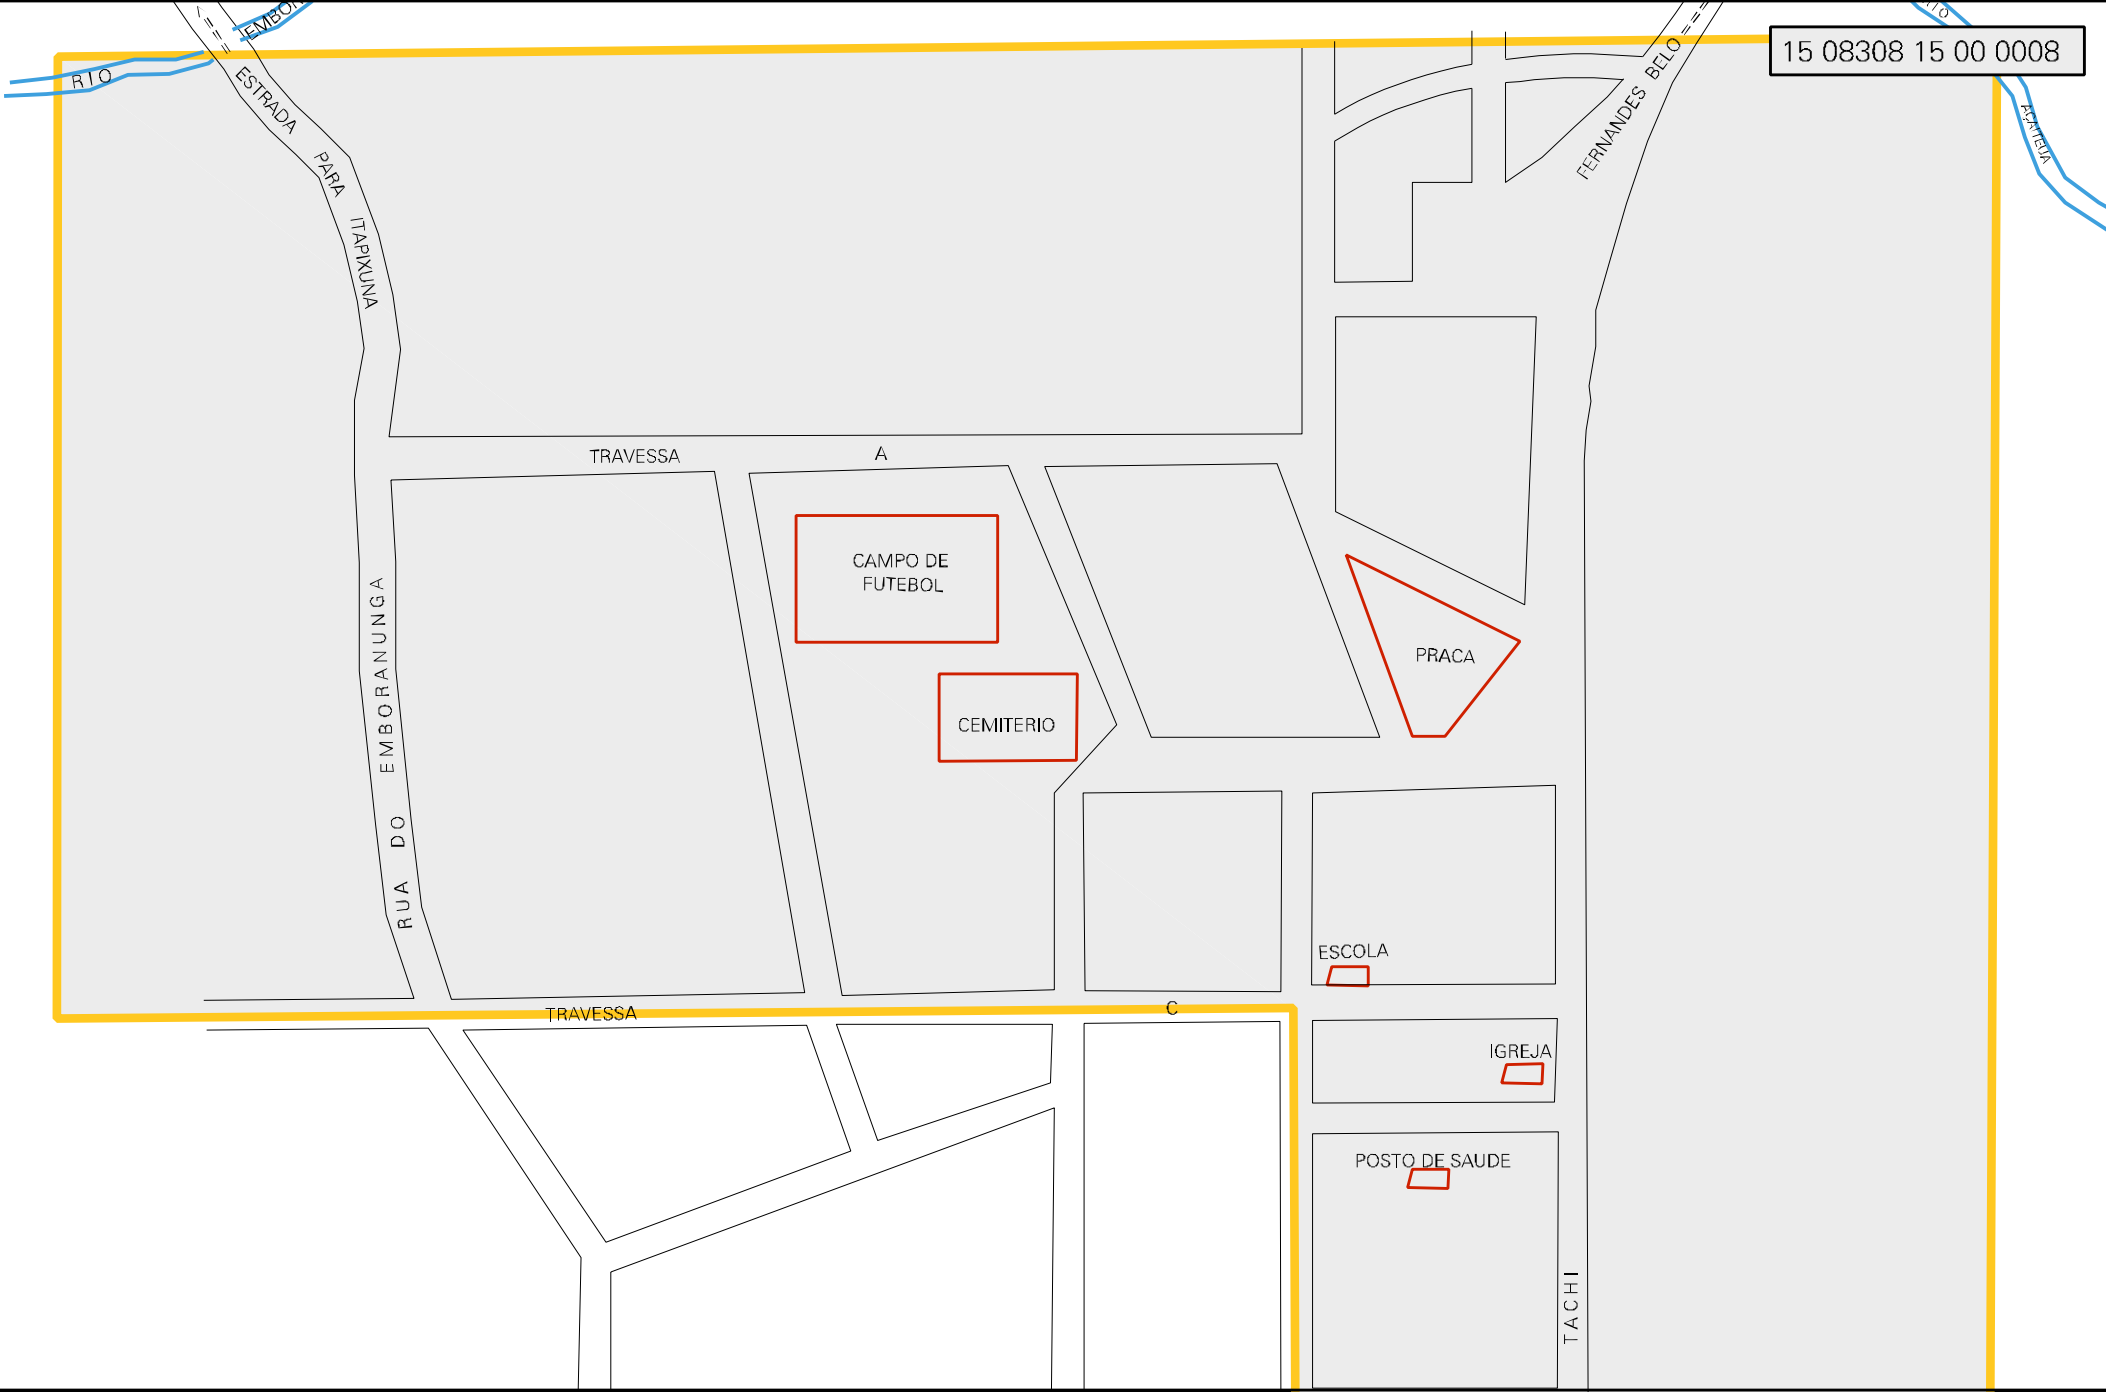 15 08308 15 00 0008
RIO
ESTRADA PARA ITAPIXUNA
FERNANDES BELO
TRAVESSA A
CAMPO DE
FUTEBOL
PRACA
CEMITERIO
RUA DO EMBORANUNGA
ESCOLA
TRAVESSA C
IGREJA
POSTO DE SAUDE
TACHI